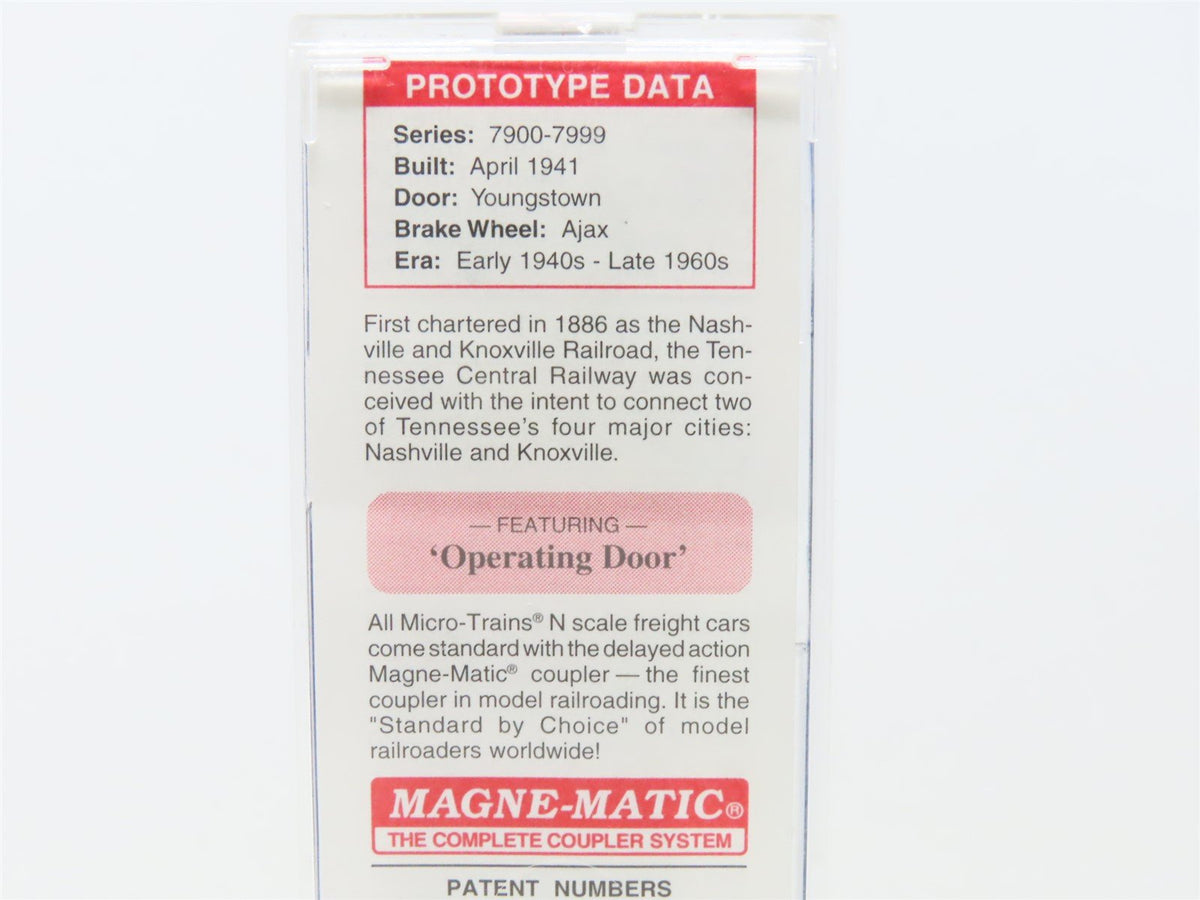 PROTOTYPE DATA
Series: 7900-7999
Built: April 1941
Door: Youngstown
Brake Wheel: Ajax
Era: Early 1940s - Late 1960s
First chartered in 1886 as the Nash-
ville and Knoxville Railroad, the Ten-
nessee Central Railway was con-
ceived with the intent to connect two
of Tennessee's four major cities:
Nashville and Knoxville.
— FEATURING —
'Operating Door'
All Micro-Trains® N scale freight cars
come standard with the delayed action
Magne-Matic® coupler — the finest
coupler in model railroading. It is the
"Standard by Choice" of model
railroaders worldwide!
MAGNE-MATIC®
THE COMPLETE COUPLER SYSTEM
PATENT NUMBERS